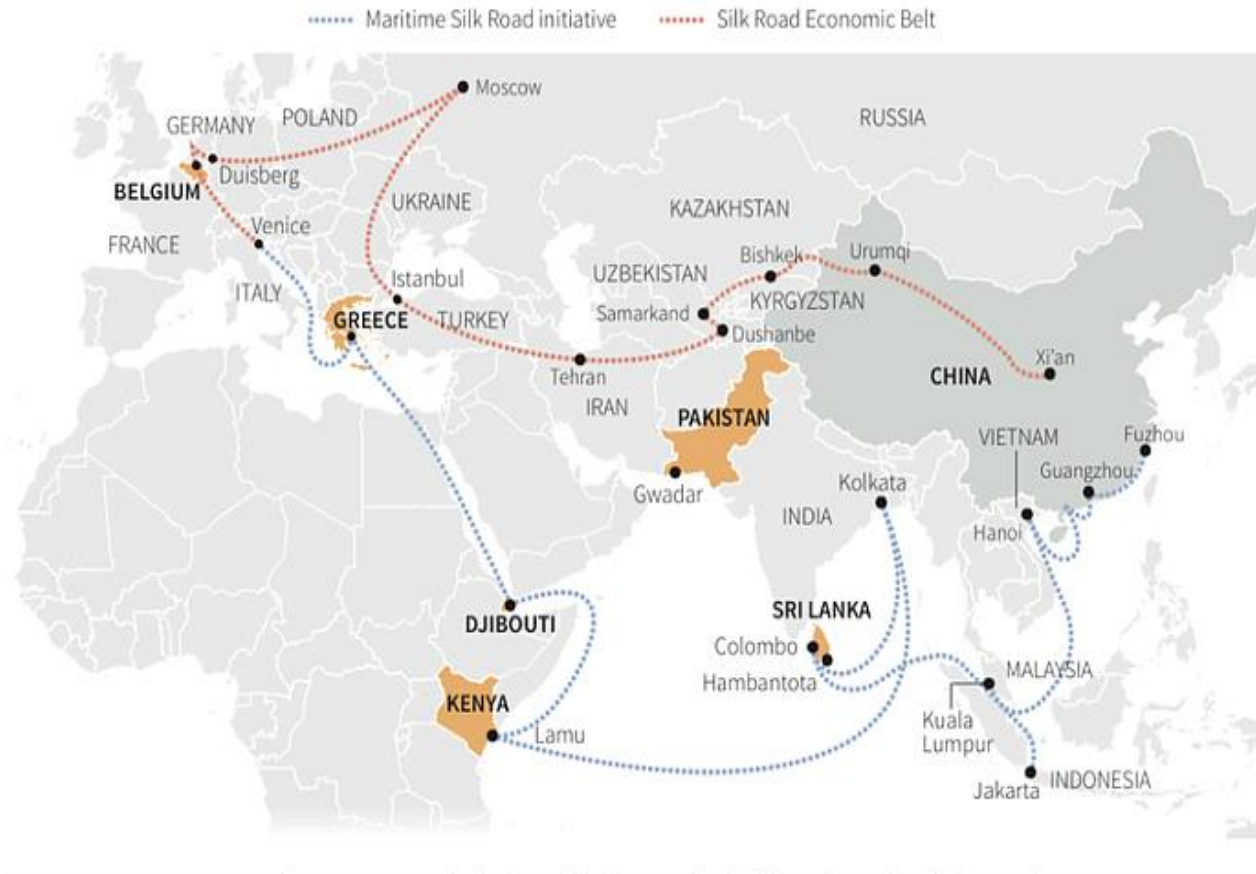 Maritime Silk Road initiative Silk Road Economic Belt
Moscow
RUSSIA
GERMANY
POLAND
Duisberg
BELGIUM
UKRAINE
KAZAKHSTAN
Venice
FRANCE
Bishkek
Urumqi
Istanbul
UZBEKISTAN
ITALY
KYRGYZSTAN
GREECE
TURKEY
Samarkand
Dushanbe
Xi'an
Tehran
CHINA
IRAN
PAKISTAN
VIETNAM
Fuzhou
Guangzhou
Gwadar
Kolkata
INDIA
Hanoi
SRI LANKA
DJIBOUTI
Colombo
MALAYSIA
Hambantota
KENYA
Lamu
Kuala
Lumpur
INDONESIA
Jakarta